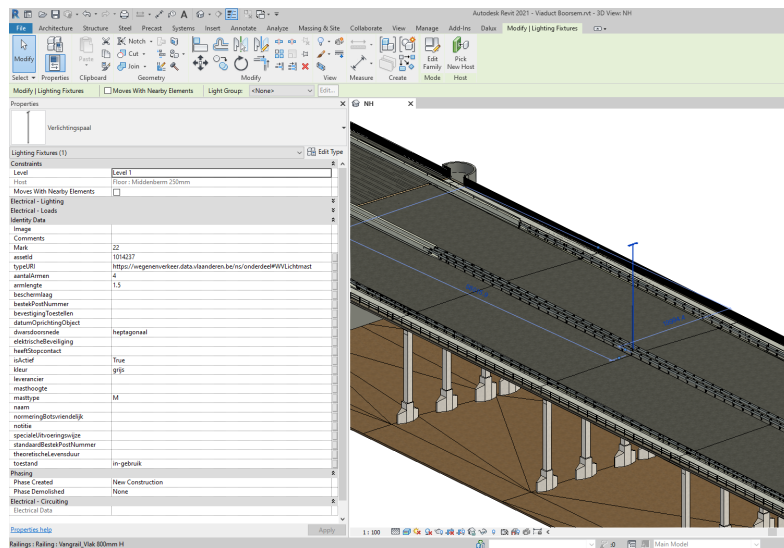 Autodesk Revit 2021 - Viaduct Boorsem.rvt - 3D View: NH
File Architecture Structure Steel Precast Systems Insert Annotate Analyze Massing & Site Collaborate View Manage Add-Ins Dalux Modify | Lighting Fixtures
Modify
Properties
Paste
Notch
Cut
Join
Edit Family
Pick New Host
Select Properties Clipboard Geometry Modify View Measure Create Mode Host
Modify | Lighting Fixtures Moves With Nearby Elements Light Group: <None> Edit...
Properties
NH
Verlichtingspaal
Lighting Fixtures (1) Edit Type
Constraints
Level Level 1
Host Floor : Middenberm 250mm
Moves With Nearby Elements
Electrical - Lighting
Electrical - Loads
Identity Data
Image
Comments
Mark 22
assetId 1014237
typeURI https://wegenenverkeer.data.vlaanderen.be/ns/onderdeel#WVLichtmast
aantalArmen 4
armlengte 1.5
beschermlaag
bestekPostNummer
bevestigingToestellen
datumOprichtingObject
dwarsdoorsnede heptagonaal
elektrischeBeveiliging
heeftStopcontact
isActief True
kleur grijs
leverancier
masthoogte
masttype M
naam
normeringBotsvriendelijk
notitie
specialeUitvoeringswijze
standaardBestekPostNummer
theoretischeLevensduur
toestand in-gebruik
Phasing
Phase Created New Construction
Phase Demolished None
Electrical - Circuiting
Electrical Data
Properties help Apply
1 : 100
Railings : Railing : Vangrail_Vlak 800mm H
:0 Main Model